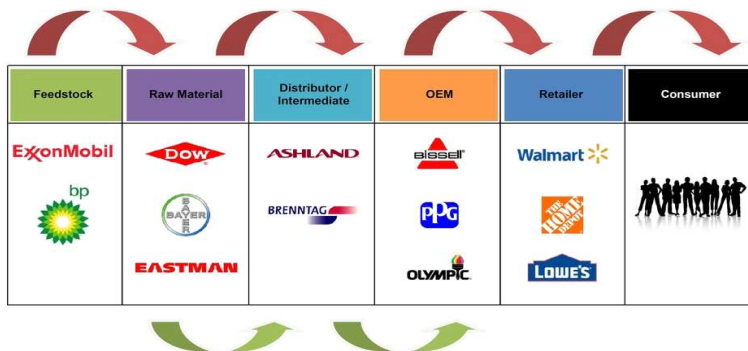 Feedstock
Raw Material
Distributor /
Intermediate
OEM
Retailer
Consumer
ExxonMobil
bp
DOW
BAYER
BAYER
EASTMAN
ASHLAND
BRENNTAG
BISSELL
PPG
OLYMPIC
Walmart
THE
HOME
DEPOT
LOWE'S